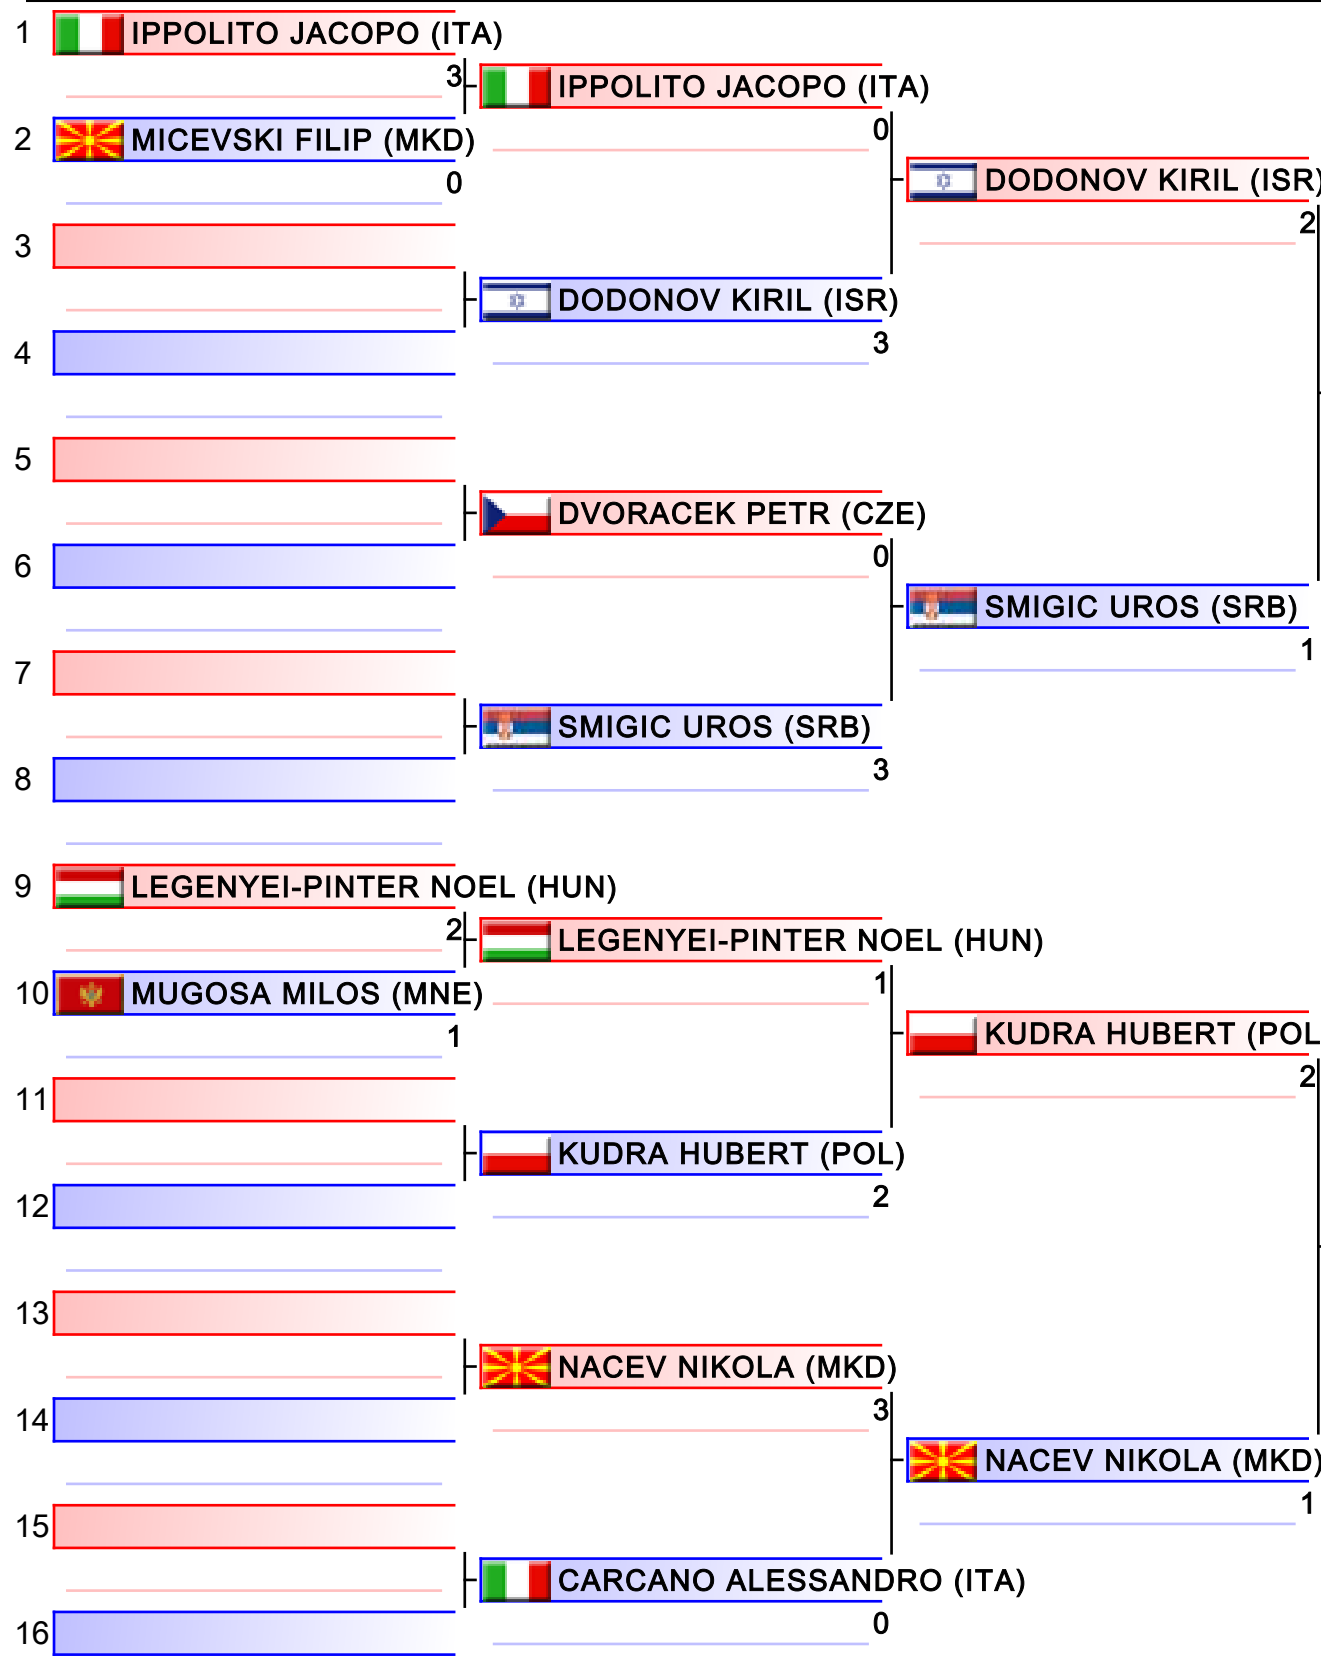 1 IPPOLITO JACOPO (ITA)
3 IPPOLITO JACOPO (ITA)
2 MICEVSKI FILIP (MKD)
0
0
DODONOV KIRIL (ISR)
2
3
DODONOV KIRIL (ISR)
3
4
5
DVORACEK PETR (CZE)
0
6
SMIGIC UROS (SRB)
1
7
SMIGIC UROS (SRB)
3
8
9 LEGENYEI-PINTER NOEL (HUN)
2 LEGENYEI-PINTER NOEL (HUN)
10 MUGOSA MILOS (MNE)
1
1
KUDRA HUBERT (POL
2
11
KUDRA HUBERT (POL)
2
12
13
NACEV NIKOLA (MKD)
3
14
NACEV NIKOLA (MKD)
1
15
CARCANO ALESSANDRO (ITA)
0
16